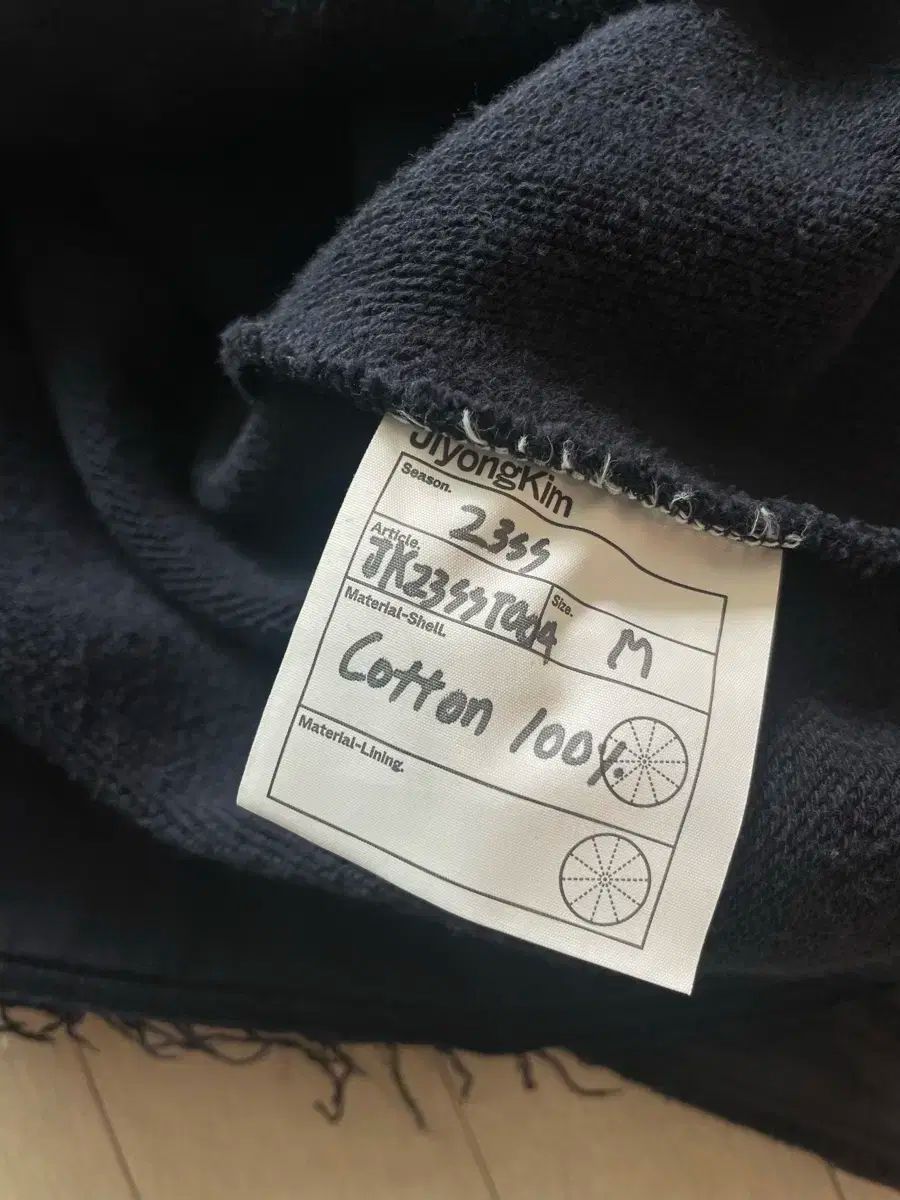 JiyongKim
Season.
23SS
Article.
JK23SST004
Size.
M
Material-Shell.
Cotton 100%.
Material-Lining.